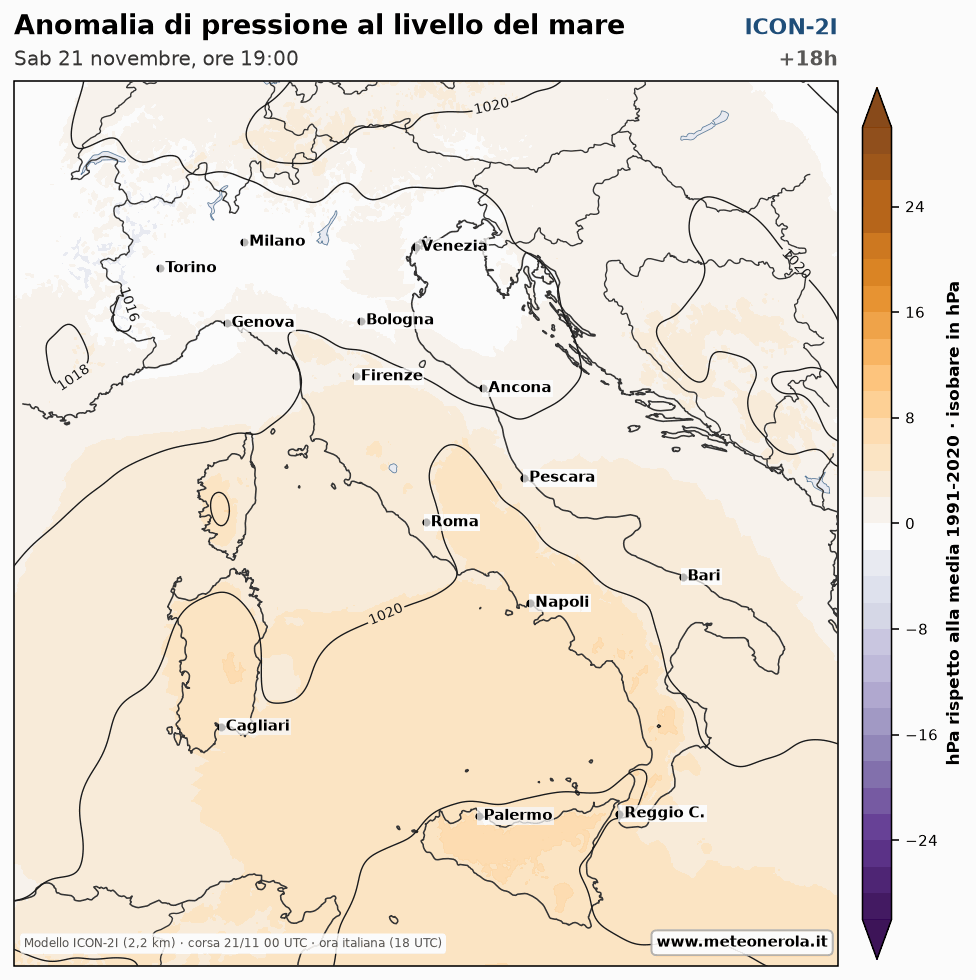 Anomalia di pressione al livello del mare
ICON-2I
Sab 21 novembre, ore 19:00
+18h
1020
Venezia
Milano
Torino
1020
1016
Genova
Bologna
1018
Firenze
Ancona
Pescara
Roma
Bari
Napoli
1020
Cagliari
Palermo
Reggio C.
Modello ICON-2I (2,2 km) · corsa 21/11 00 UTC · ora italiana (18 UTC)
www.meteonerola.it
24
16
8
0
−8
−16
−24
hPa rispetto alla media 1991-2020 · isobare in hPa